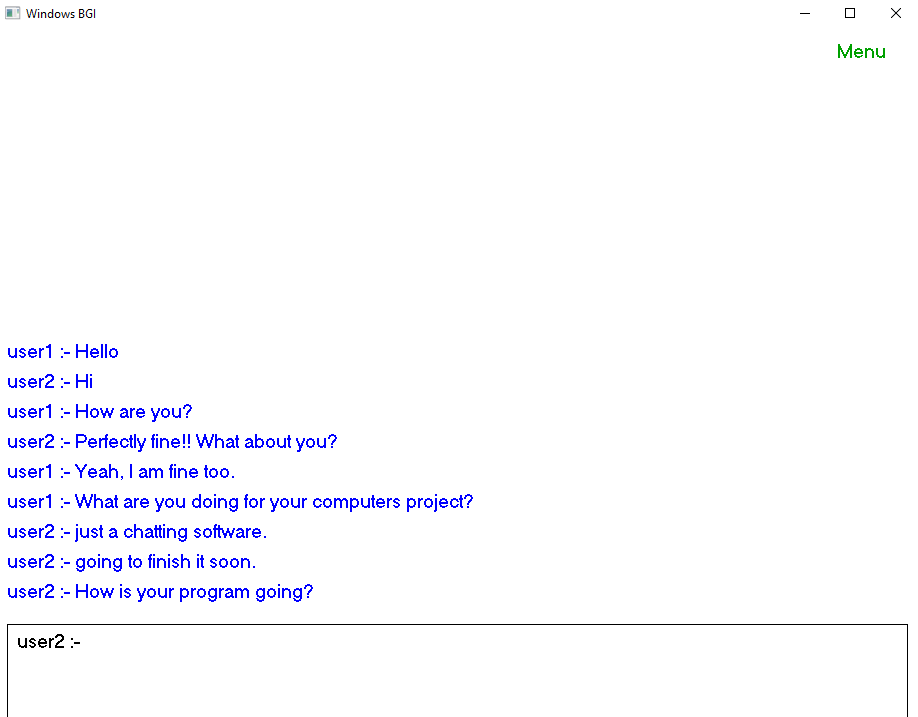 Windows BGI
Menu
user1 :- Hello
user2 :- Hi
user1 :- How are you?
user2 :- Perfectly fine!! What about you?
user1 :- Yeah, I am fine too.
user1 :- What are you doing for your computers project?
user2 :- just a chatting software.
user2 :- going to finish it soon.
user2 :- How is your program going?
user2 :-